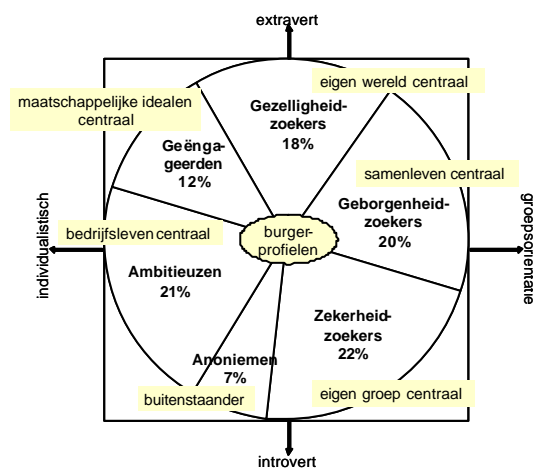 extravert
eigen wereld centraal
maatschappelijke idealen
centraal
Gezelligheid-
zoekers
18%
Geënga-
geerden
12%
samenleven centraal
Geborgenheid-
zoekers
20%
individualistisch
groepsorientatie
bedrijfsleven centraal
burger-
profielen
Ambitieuzen
21%
Zekerheid-
zoekers
22%
Anoniemen
7%
buitenstaander
eigen groep centraal
introvert